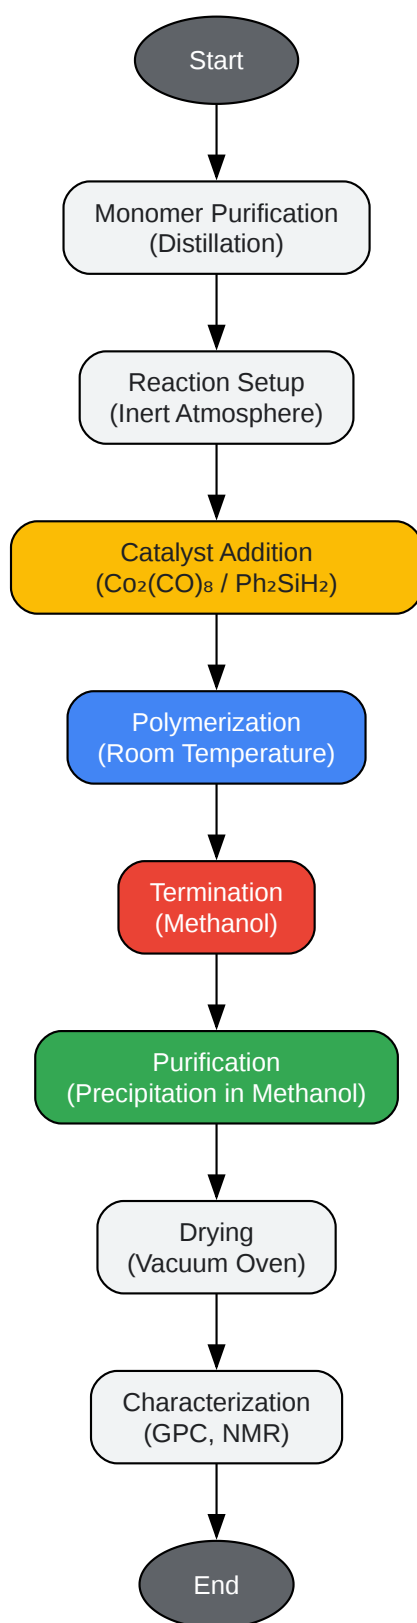 Start
Monomer Purification
(Distillation)
Reaction Setup
(Inert Atmosphere)
Catalyst Addition
(Co₂(CO)₈ / Ph₂SiH₂)
Polymerization
(Room Temperature)
Termination
(Methanol)
Purification
(Precipitation in Methanol)
Drying
(Vacuum Oven)
Characterization
(GPC, NMR)
End